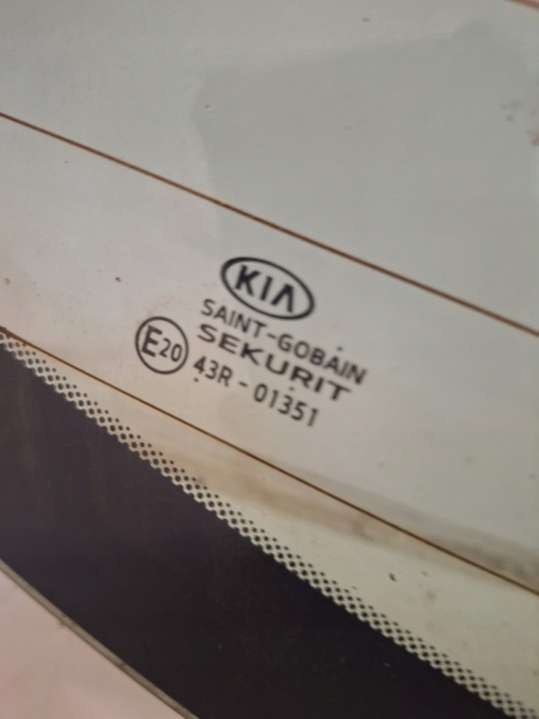 KIA
SAINT-GOBAIN
SEKURIT
E20 43R-01351